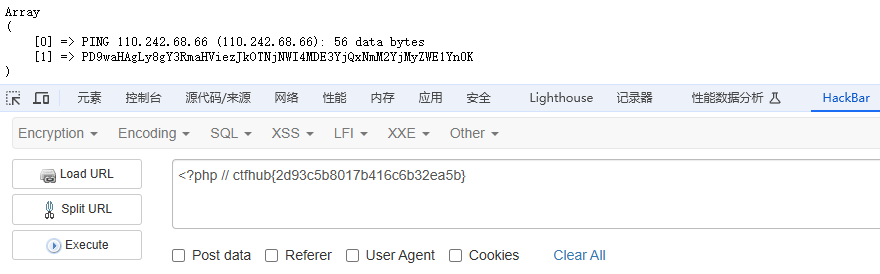 Array
(
[0] => PING 110.242.68.66 (110.242.68.66): 56 data bytes
[1] => PD9waHAgLy8gY3RmaHViezJkOTNjNWI4MDE3YjQxNmM2YjMyZWE1Yn0K
)
元素 控制台 源代码/来源 网络 性能 内存 应用 安全 Lighthouse 记录器 性能数据分析 HackBar
Encryption Encoding SQL XSS LFI XXE Other
Load URL
<?php // ctfhub{2d93c5b8017b416c6b32ea5b}
Split URL
Execute
Post data Referer User Agent Cookies Clear All